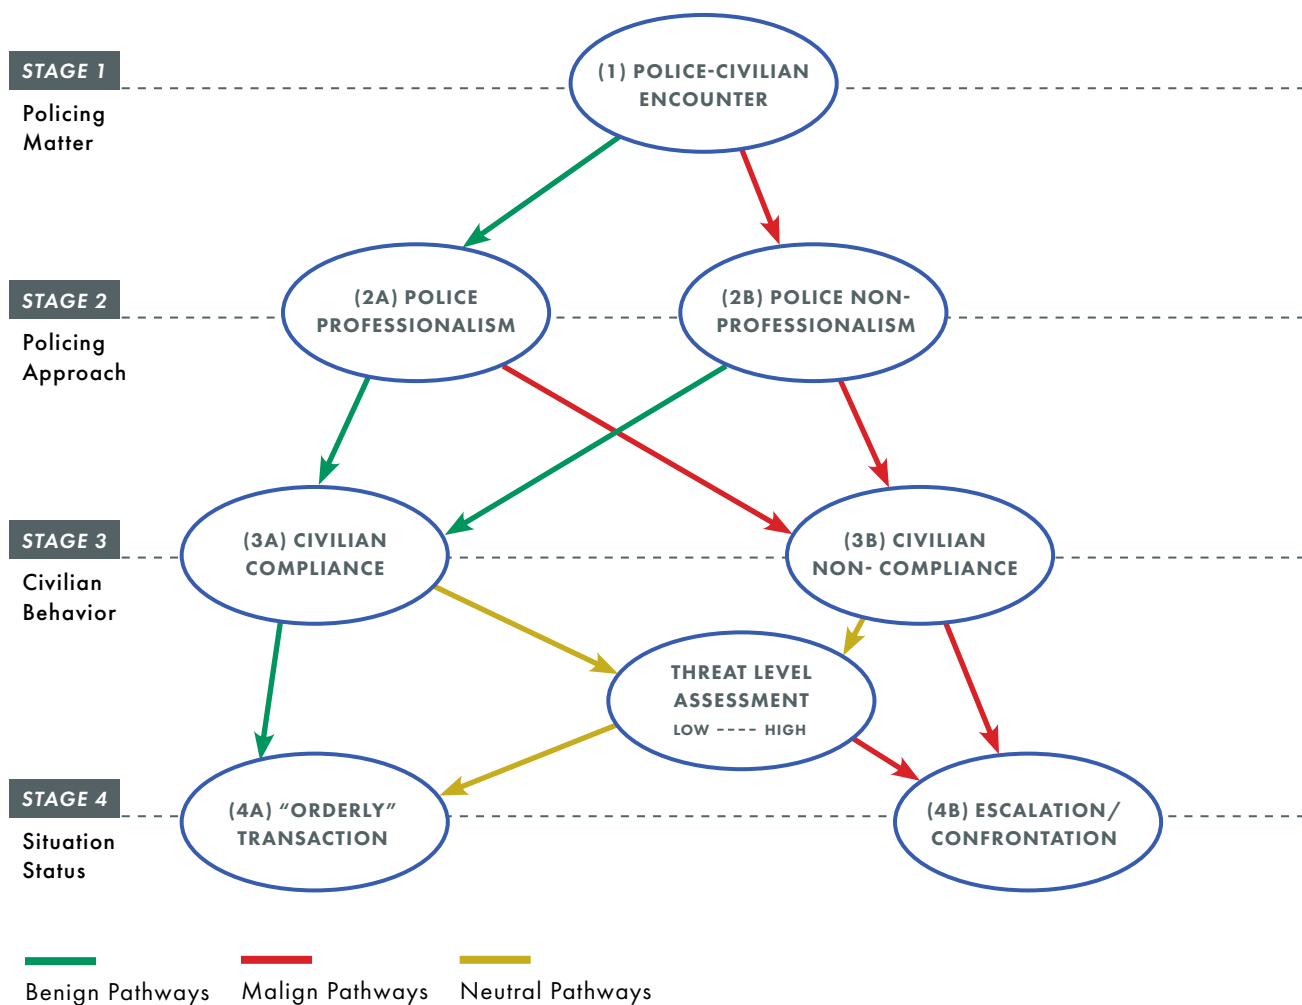 STAGE 1
Policing
Matter
(1) POLICE-CIVILIAN
ENCOUNTER
STAGE 2
Policing
Approach
(2A) POLICE
PROFESSIONALISM
(2B) POLICE NON-
PROFESSIONALISM
STAGE 3
Civilian
Behavior
(3A) CIVILIAN
COMPLIANCE
(3B) CIVILIAN
NON- COMPLIANCE
THREAT LEVEL
ASSESSMENT
LOW ---- HIGH
STAGE 4
Situation
Status
(4A) “ORDERLY”
TRANSACTION
(4B) ESCALATION/
CONFRONTATION
Benign Pathways
Malign Pathways
Neutral Pathways